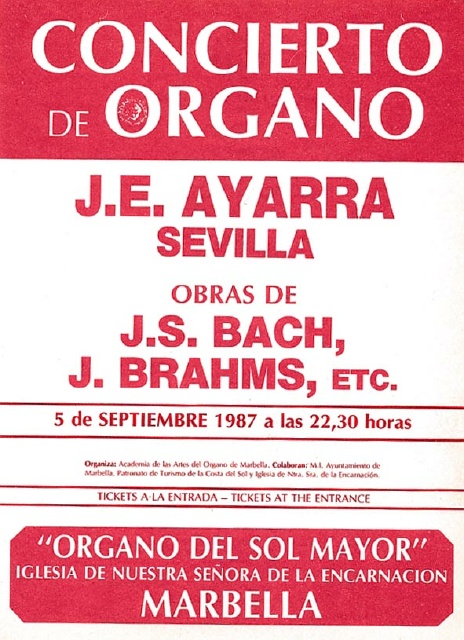 CONCIERTO
DE ORGANO
J.E. AYARRA
SEVILLA
OBRAS DE
J.S. BACH,
J. BRAHMS, ETC.
5 de SEPTIEMBRE 1987 a las 22,30 horas
Organiza: Academia de las Artes del Organo de Marbella. Colaboran: M.I. Ayuntamiento de
Marbella. Patronato de Turismo de la Costa del Sol y Iglesia de Ntra. Sra. de la Encarnación.
TICKETS A LA ENTRADA – TICKETS AT THE ENTRANCE
“ORGANO DEL SOL MAYOR”
IGLESIA DE NUESTRA SEÑORA DE LA ENCARNACION
MARBELLA